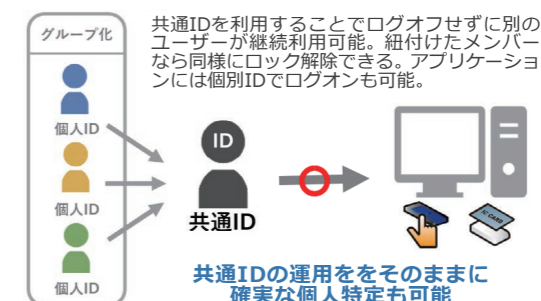 グループ化
共通IDを利用することでログオフせずに別の
ユーザーが継続利用可能。紐付けたメンバー
なら同様にロック解除できる。アプリケーショ
ンには個別IDでログオンも可能。
個人ID
個人ID
個人ID
ID
共通ID
IC-CARD
共通IDの運用ををそのままに
確実な個人特定も可能